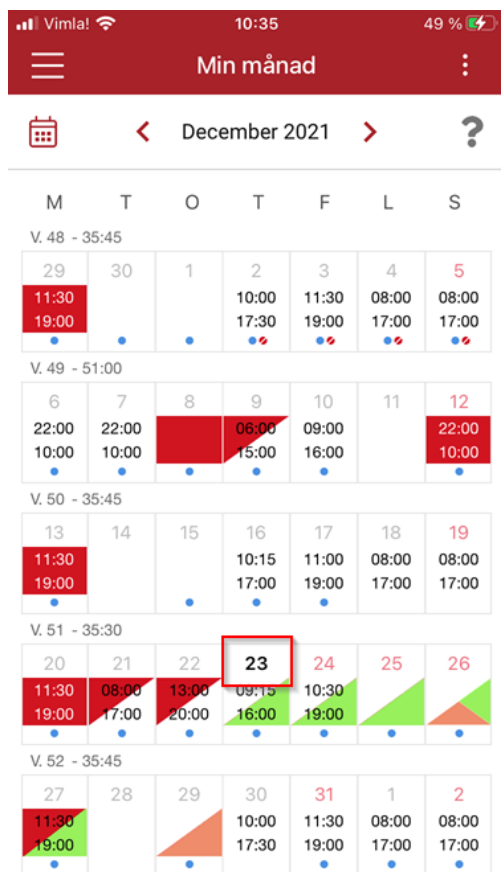 Vimla! 10:35 49 %
Min månad
December 2021 ?
M T O T F L S
V. 48 - 35:45
29 30 1 2 3 4 5
11:30 10:00 11:30 08:00 08:00
19:00 17:30 19:00 17:00 17:00
V. 49 - 51:00
6 7 8 9 10 11 12
22:00 22:00 06:00 09:00 22:00
10:00 10:00 15:00 16:00 10:00
V. 50 - 35:45
13 14 15 16 17 18 19
11:30 10:15 11:00 08:00 08:00
19:00 17:00 19:00 17:00 17:00
V. 51 - 35:30
20 21 22 23 24 25 26
11:30 08:00 13:00 09:15 10:30
19:00 17:00 20:00 16:00 19:00
V. 52 - 35:45
27 28 29 30 31 1 2
11:30 10:00 11:30 08:00 08:00
19:00 17:30 19:00 17:00 17:00